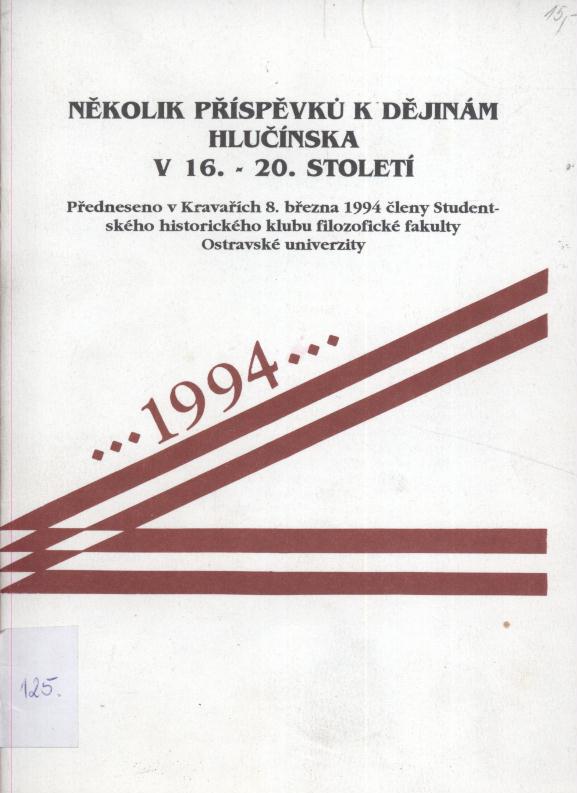 15,-
NĚKOLIK PŘÍSPĚVKŮ K DĚJINÁM
HLUČÍNSKA
V 16. - 20. STOLETÍ
Předneseno v Kravařích 8. března 1994 členy Student-
ského historického klubu filozofické fakulty
Ostravské univerzity
...1994...
125.